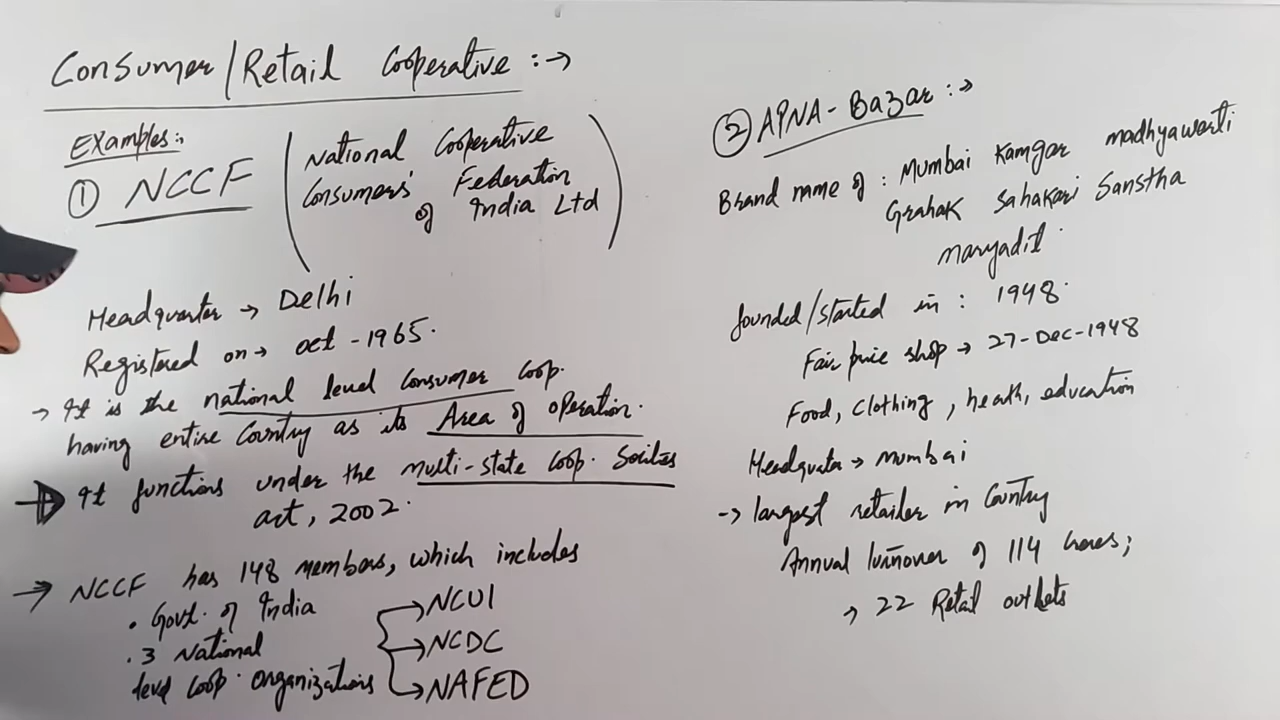 Consumer/Retail Cooperative :→
Examples:
① NCCF (National Cooperative
Consumers' Federation
of India Ltd)
Headquarter → Delhi
Registered on → oct - 1965.
→ It is the national level Consumer Coop.
having entire Country as its Area of operation.
→ It functions under the multi-state Coop. Socities
act, 2002.
→ NCCF has 148 members, which includes
. Govt. of India
. 3 National
level Coop. organizations
→ NCUI
→ NCDC
→ NAFED
② APNA - Bazar :→
Brand name of : Mumbai Kamgar madhyawarti
Grahak Sahakari Sanstha
maryadit.
founded/started in : 1948.
Fair price shop → 27-Dec-1948
Food, Clothing, health, education
Headquater → mumbai
→ largest retailer in Country
Annual turnover of 114 crores;
→ 22 Retail outlets